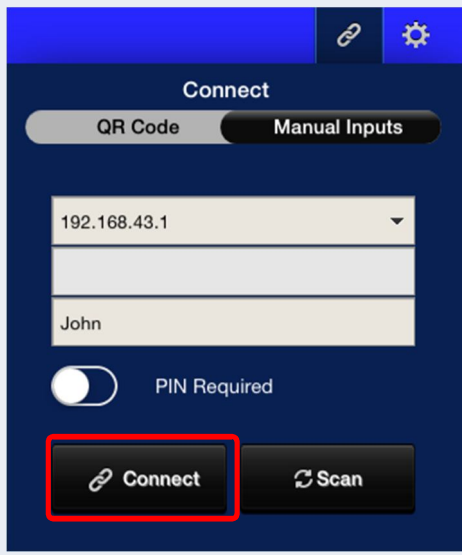 Connect
QR Code Manual Inputs
192.168.43.1
John
PIN Required
Connect Scan